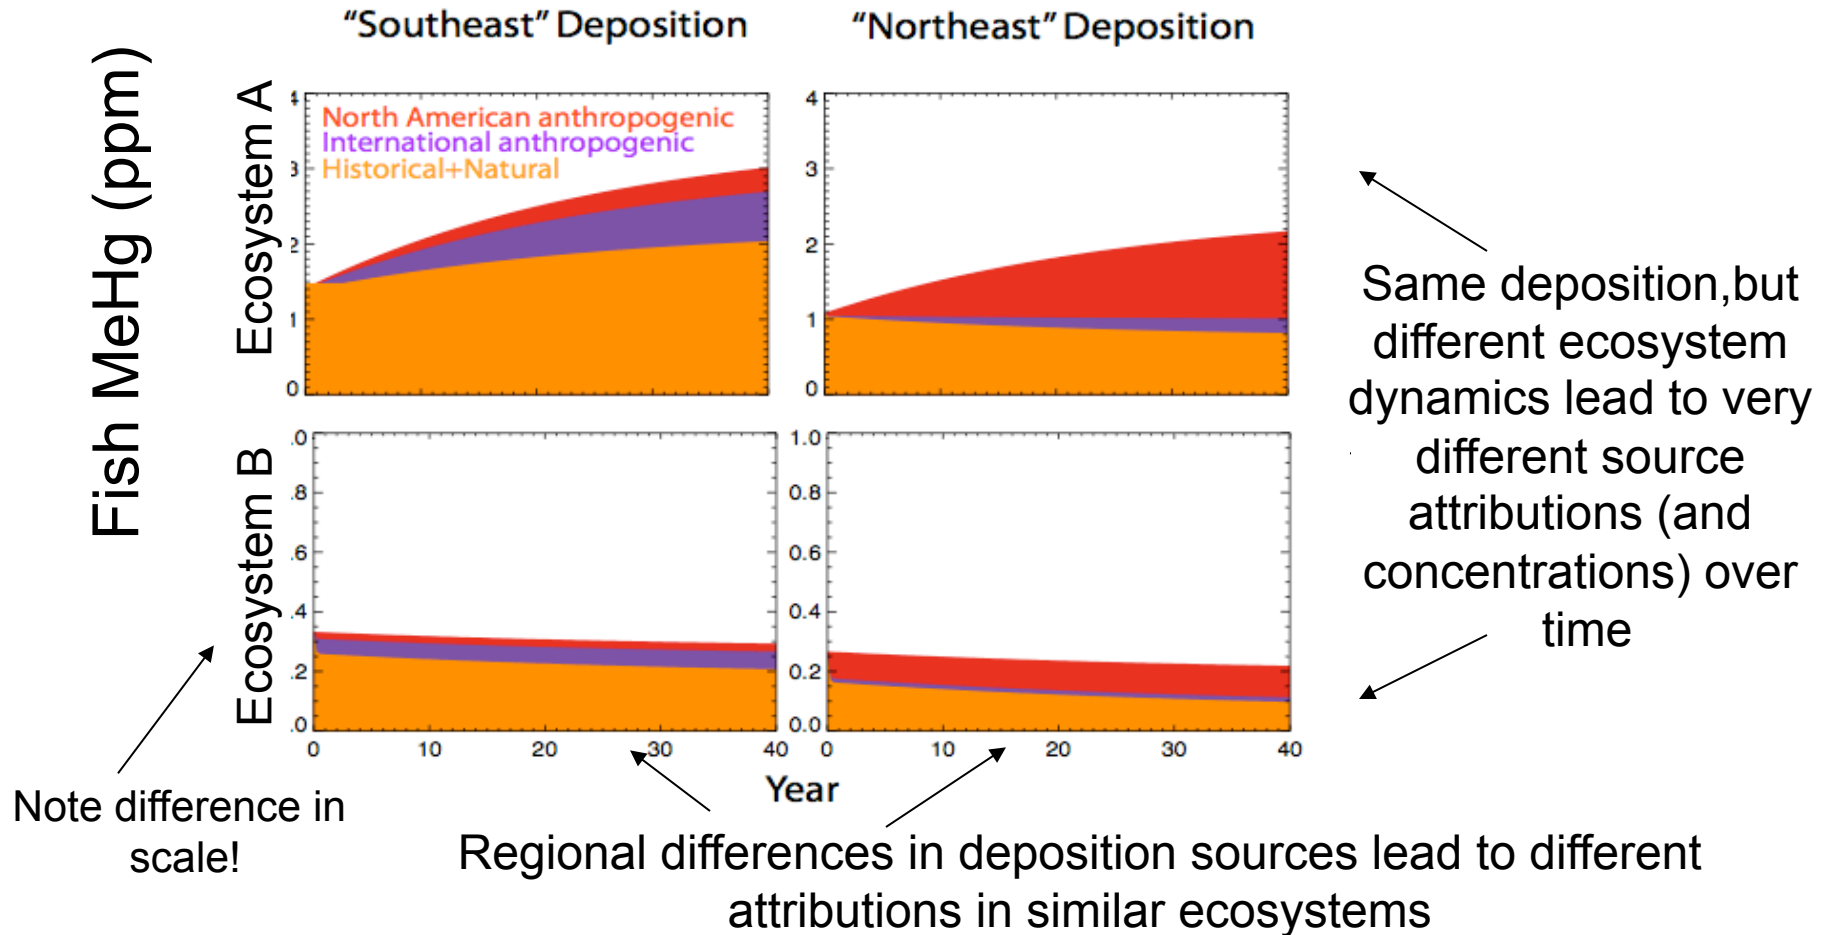 "Southeast" Deposition
"Northeast" Deposition
Fish MeHg (ppm)
Ecosystem A
4
3
2
1
0
North American anthropogenic
International anthropogenic
Historical+Natural
4
3
2
1
0
Ecosystem B
.0
.8
.6
.4
.2
.0
1.0
0.8
0.6
0.4
0.2
0.0
0 10 20 30 40
0 10 20 30 40
Year
Same deposition,but
different ecosystem
dynamics lead to very
different source
attributions (and
concentrations) over
time
Note difference in
scale!
Regional differences in deposition sources lead to different
attributions in similar ecosystems